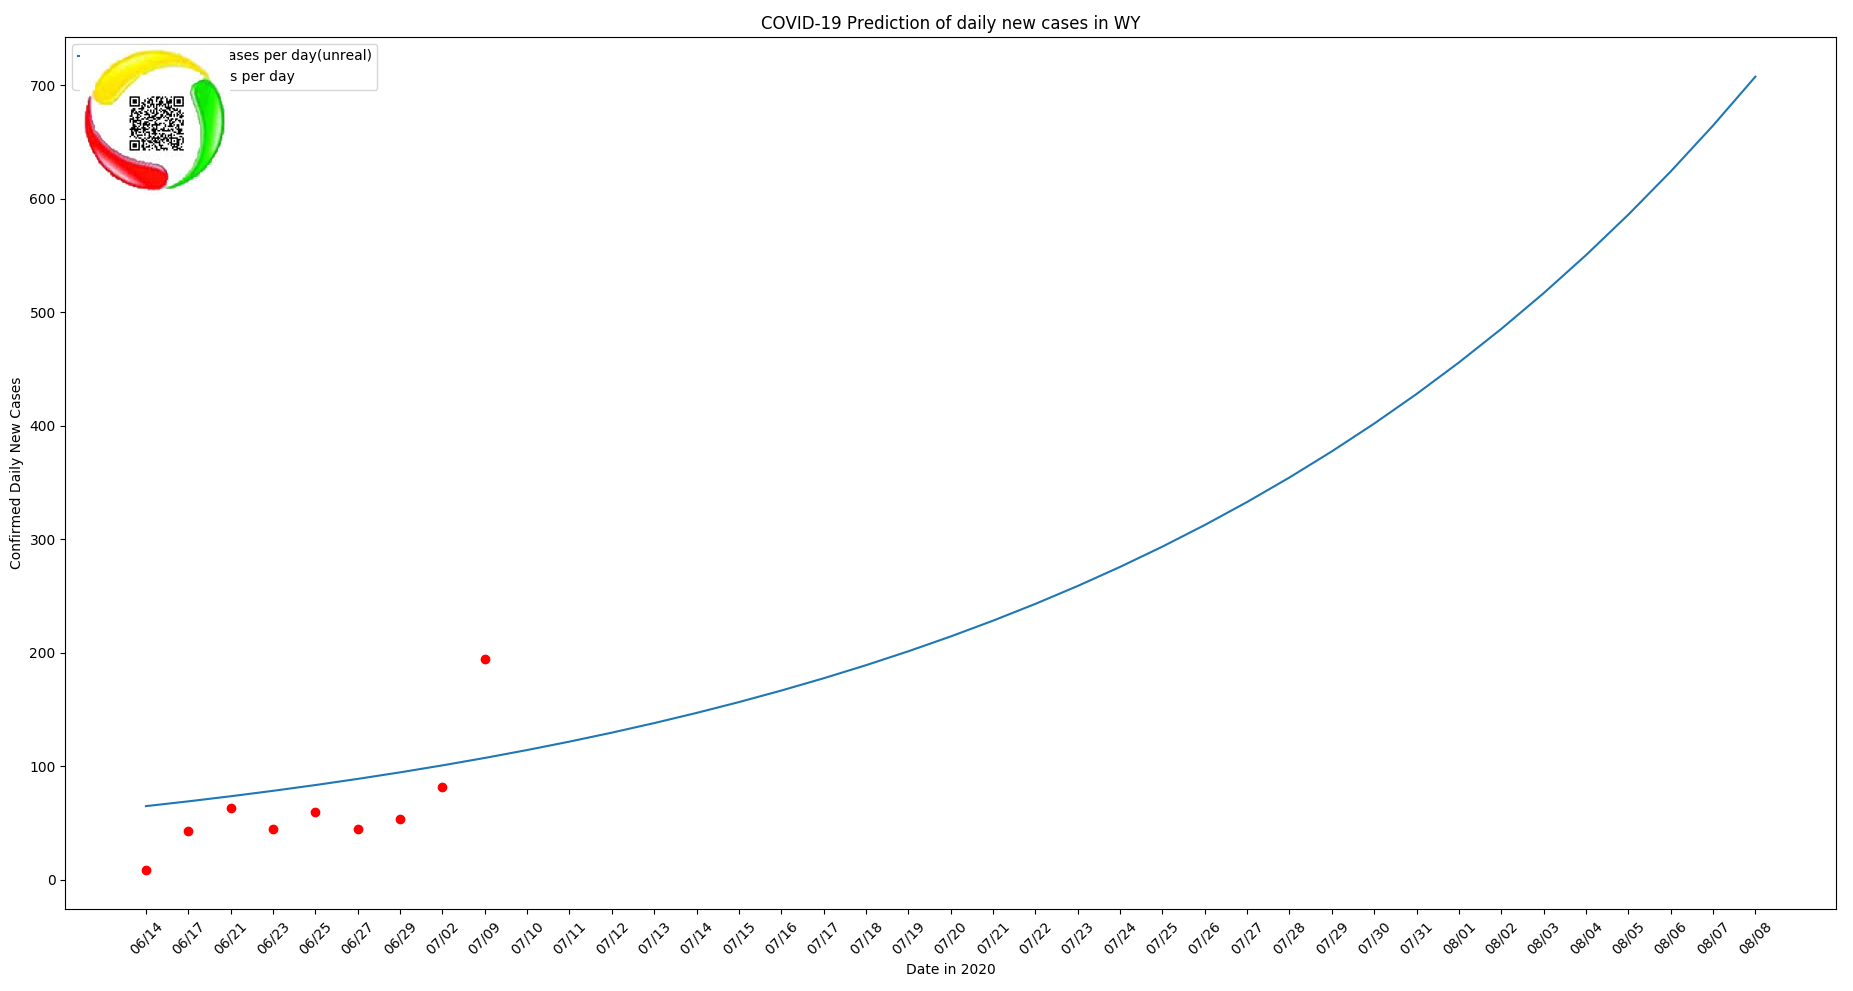 COVID-19 Prediction of daily new cases in WY
per day(unreal)
per day
700
600
500
400
300
200
100
0
Confirmed Daily New Cases
06/14 06/17 06/21 06/23 06/25 06/27 06/29 07/02 07/09 07/10 07/11 07/12 07/13 07/14 07/15 07/16 07/17 07/18 07/19 07/20 07/21 07/22 07/23 07/24 07/25 07/26 07/27 07/28 07/29 07/30 07/31 08/01 08/02 08/03 08/04 08/05 08/06 08/07 08/08
Date in 2020